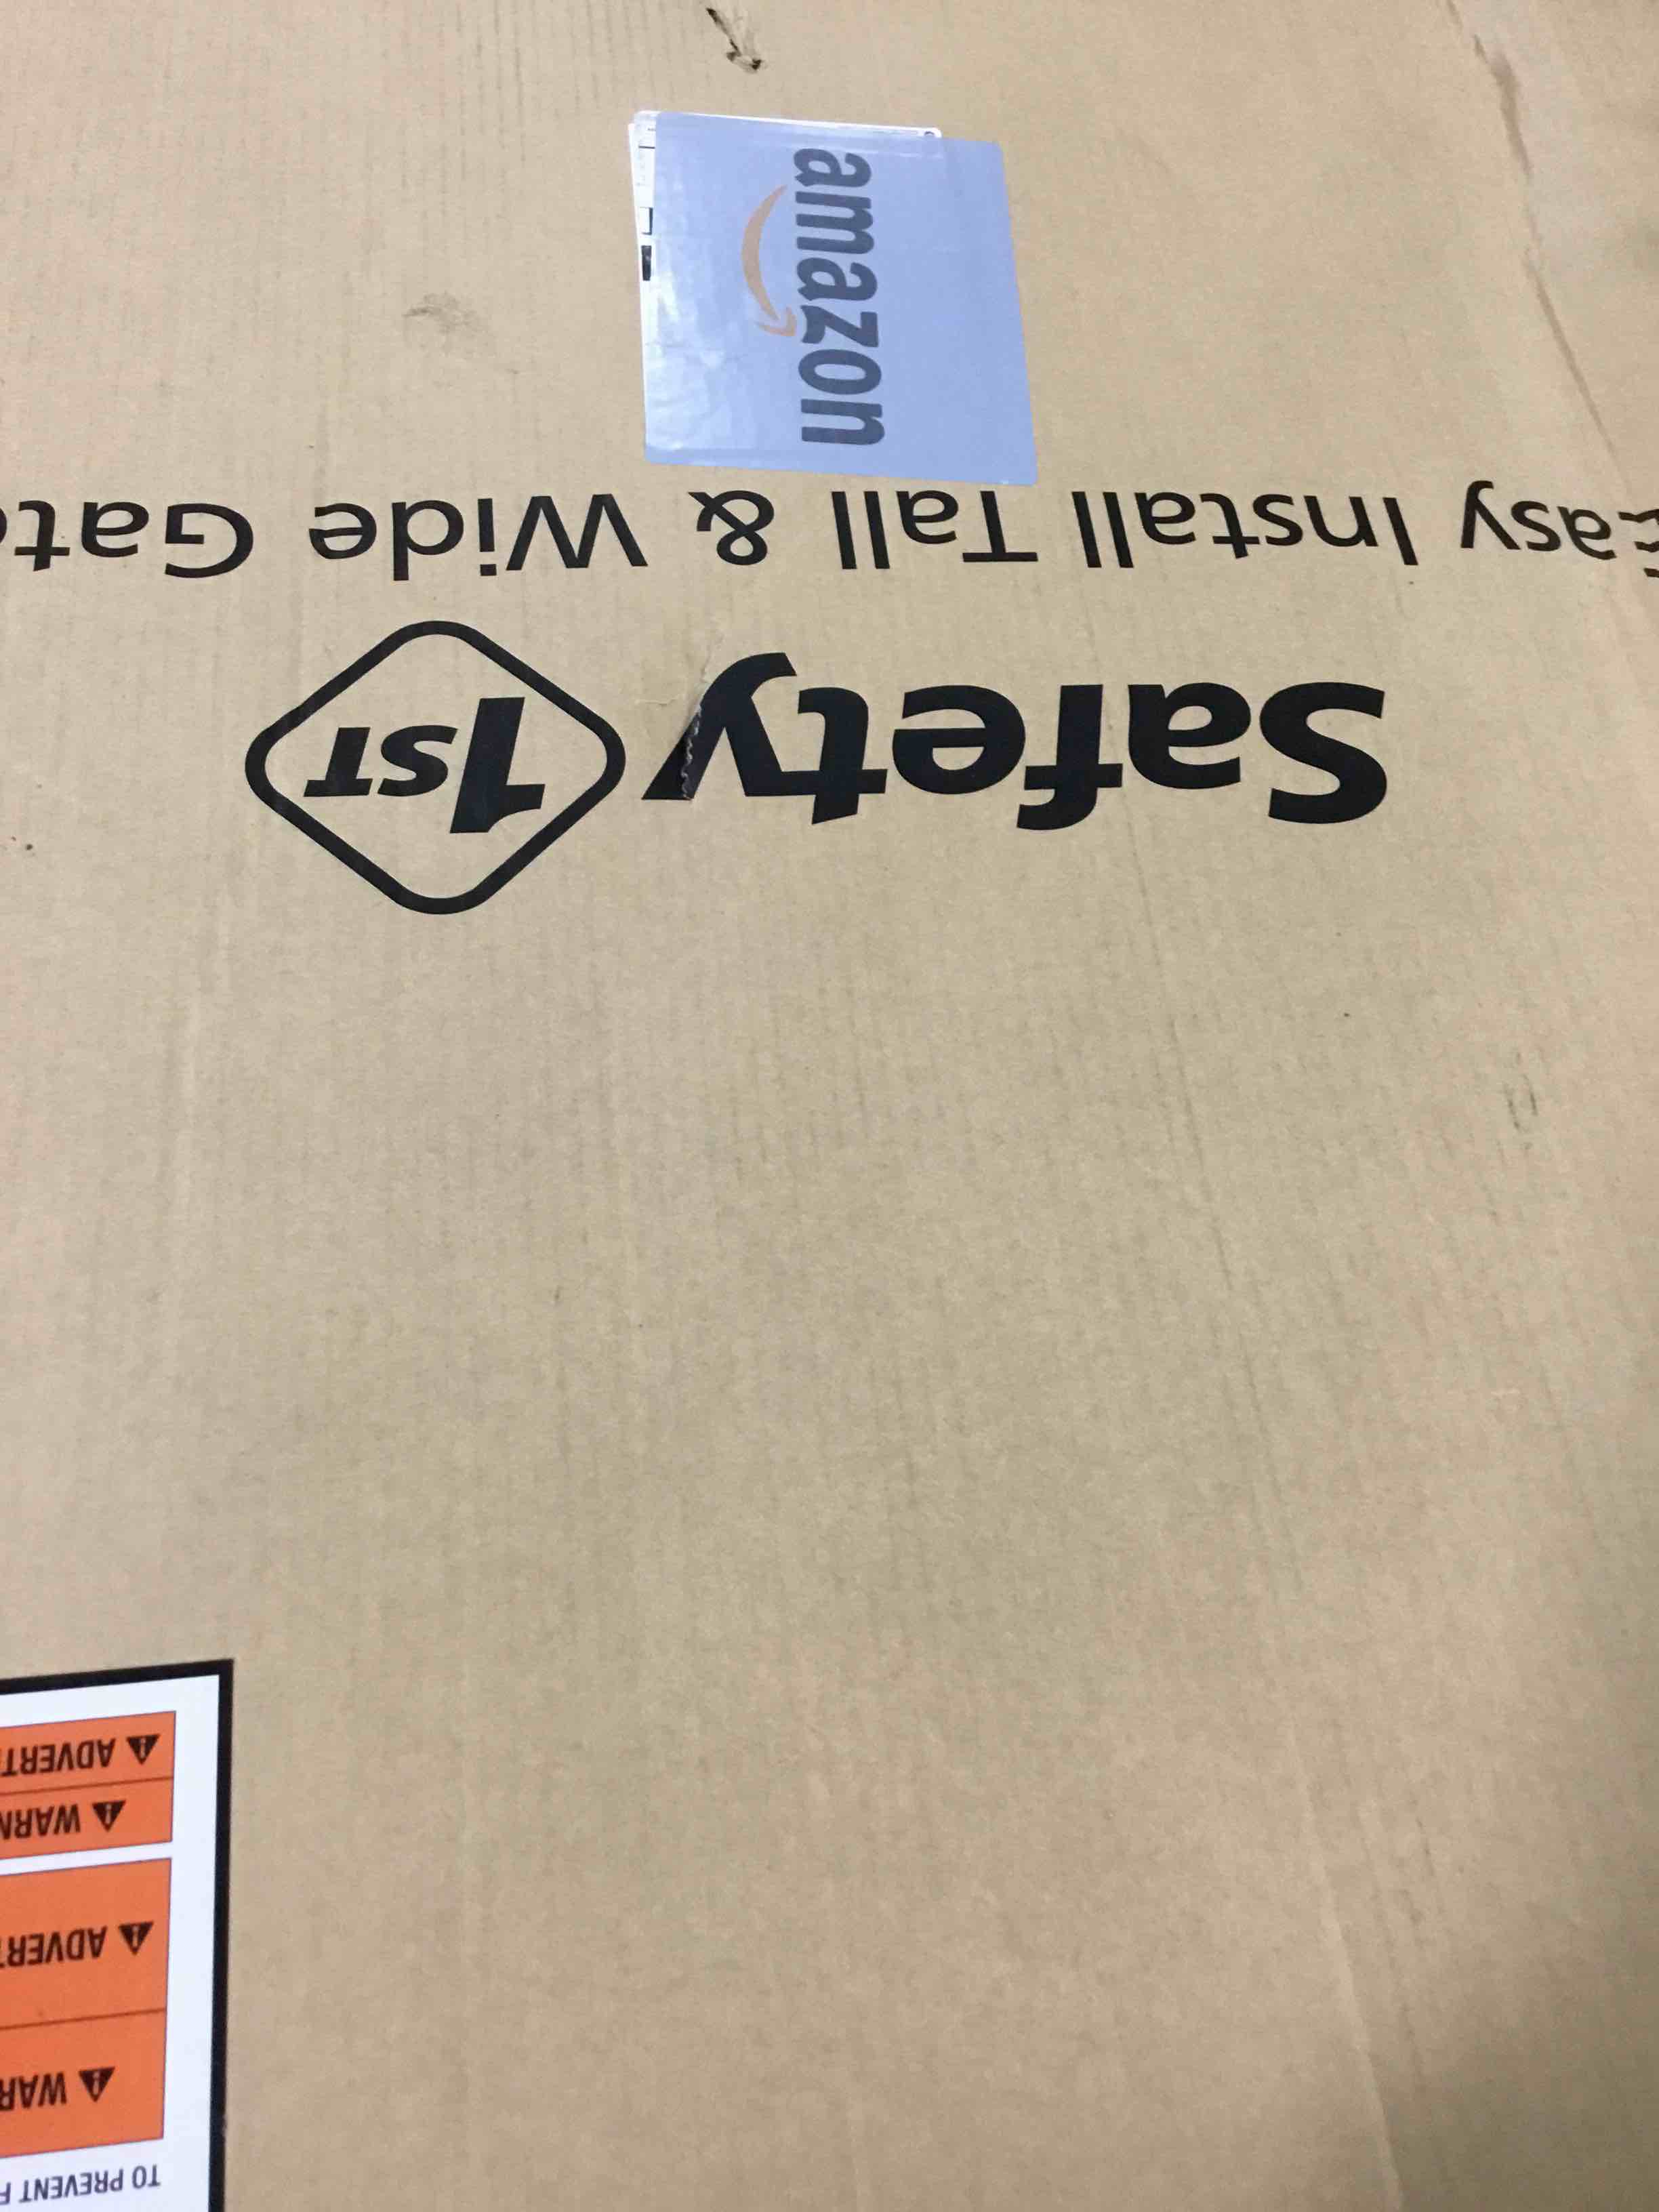 TO PREVENT
WAR
ADVERT
WARN
ADVERT
Safety 1ST
Easy Install Tall & Wide Gat
amazon